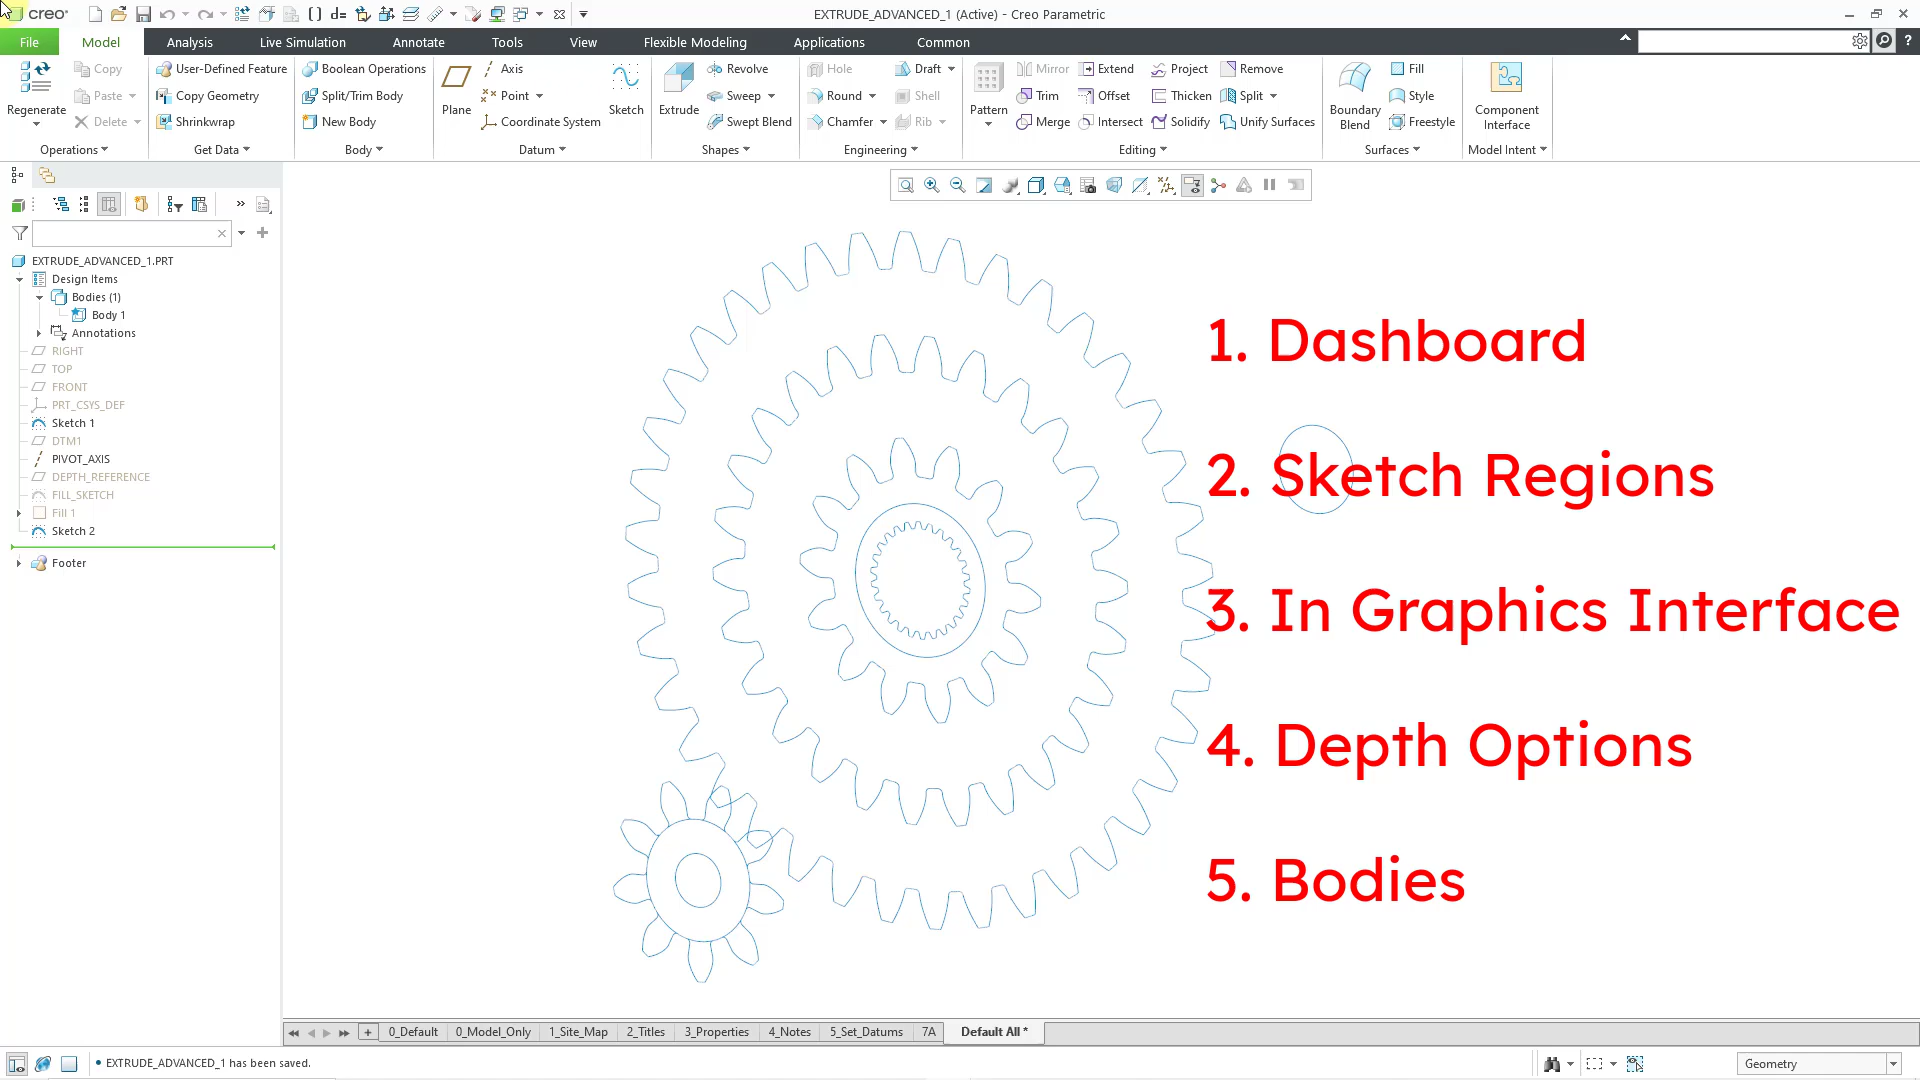 creo®
EXTRUDE_ADVANCED_1 (Active) - Creo Parametric
File
Model
Analysis
Live Simulation
Annotate
Tools
View
Flexible Modeling
Applications
Common
Regenerate
Copy
Paste
Delete
Operations
User-Defined Feature
Copy Geometry
Shrinkwrap
Get Data
Boolean Operations
Split/Trim Body
New Body
Body
Plane
Axis
Point
Coordinate System
Sketch
Datum
Extrude
Revolve
Sweep
Swept Blend
Shapes
Hole
Round
Chamfer
Draft
Shell
Rib
Engineering
Pattern
Mirror
Trim
Merge
Extend
Offset
Intersect
Project
Thicken
Solidify
Remove
Split
Unify Surfaces
Editing
Boundary
Blend
Fill
Style
Freestyle
Surfaces
Component
Interface
Model Intent
EXTRUDE_ADVANCED_1.PRT
Design Items
Bodies (1)
Body 1
Annotations
RIGHT
TOP
FRONT
PRT_CSYS_DEF
Sketch 1
DTM1
PIVOT_AXIS
DEPTH_REFERENCE
FILL_SKETCH
Fill 1
Sketch 2
Footer
1. Dashboard
2. Sketch Regions
3. In Graphics Interface
4. Depth Options
5. Bodies
0_Default
0_Model_Only
1_Site_Map
2_Titles
3_Properties
4_Notes
5_Set_Datums
7A
Default All *
• EXTRUDE_ADVANCED_1 has been saved.
Geometry